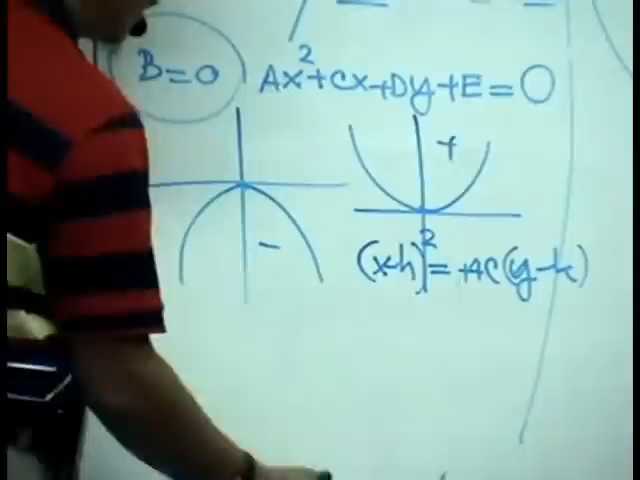 B=0
Ax²+Cx+Dy+E=0
+
-
(x-h)²=+4C(y-k)